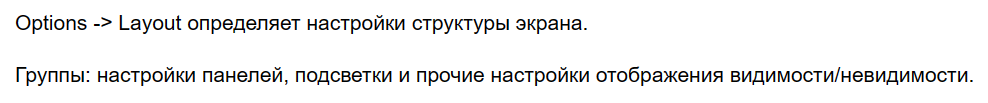 Options -> Layout определяет настройки структуры экрана.
Группы: настройки панелей, подсветки и прочие настройки отображения видимости/невидимости.